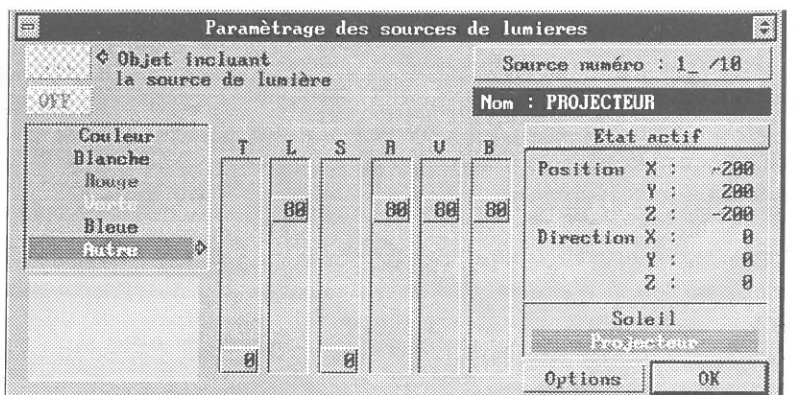 Paramètrage des sources de lumieres
Objet incluant
la source de lumière
OFF
Source numéro : 1_ /10
Nom : PROJECTEUR
Couleur
Blanche
Rouge
Verte
Bleue
Autre
T L S R V B
80 80 80 80
0 0
Etat actif
Position X : -200
Y : 200
Z : -200
Direction X : 0
Y : 0
Z : 0
Soleil
Projecteur
Options
OK